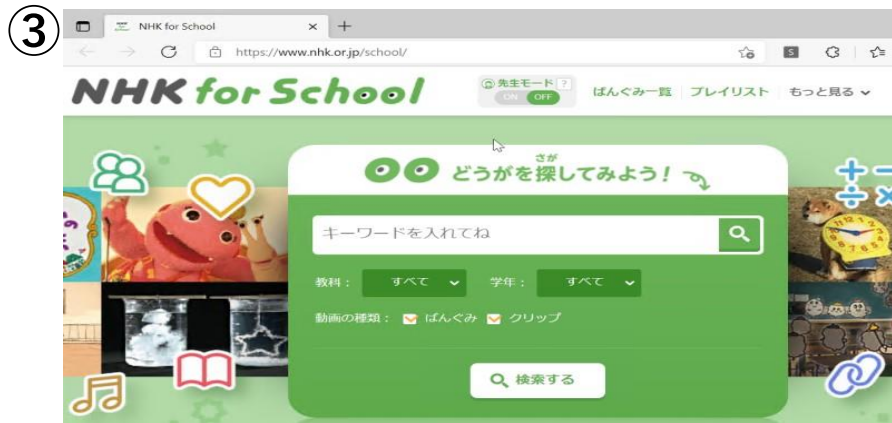 ③
NHK for School
https://www.nhk.or.jp/school/
NHK for School
先生モード ?
ON OFF
ばんぐみ一覧 プレイリスト もっと見る
さが
どうがを探してみよう!
キーワードを入れてね
教科: すべて 学年: すべて
動画の種類: ばんぐみ クリップ
検索する